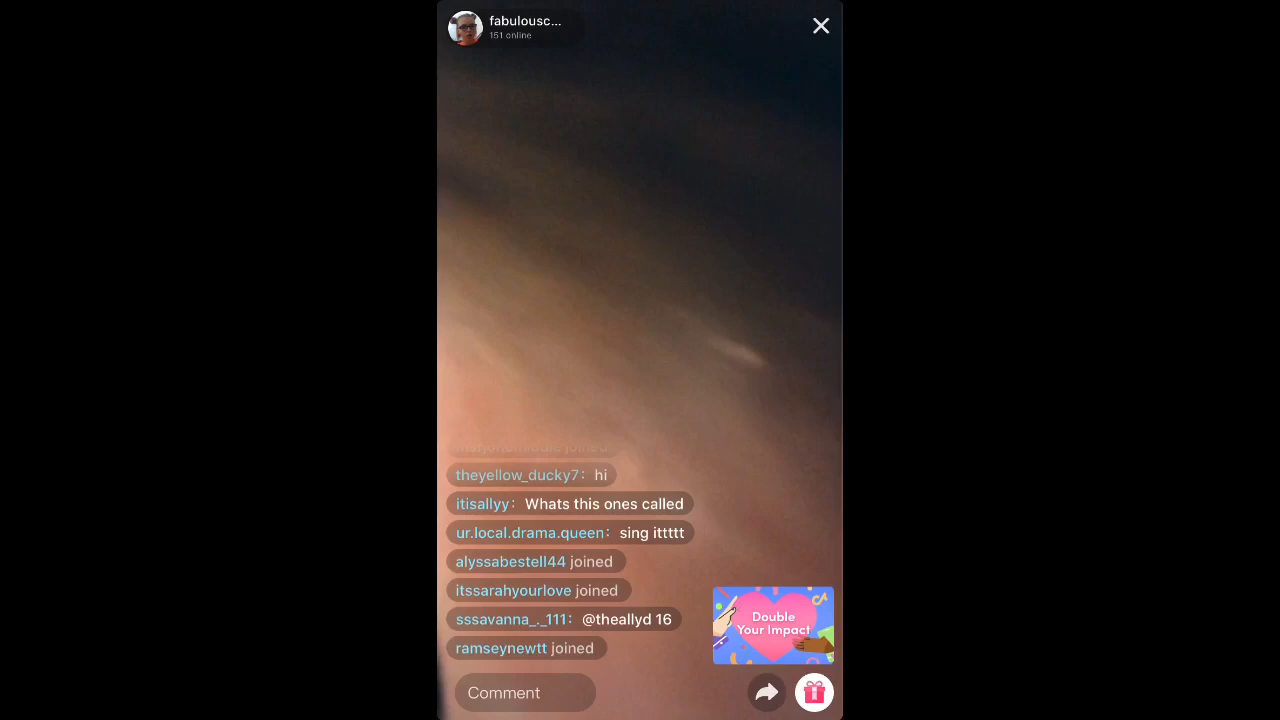 fabulousc...
151 online
joined
theyellow_ducky7: hi
itisallyy: Whats this ones called
ur.local.drama.queen: sing ittttt
alyssabestell44 joined
itssarahyourlove joined
sssavanna_._111: @theallyd 16
ramseynewtt joined
Double
Your Impact
Comment